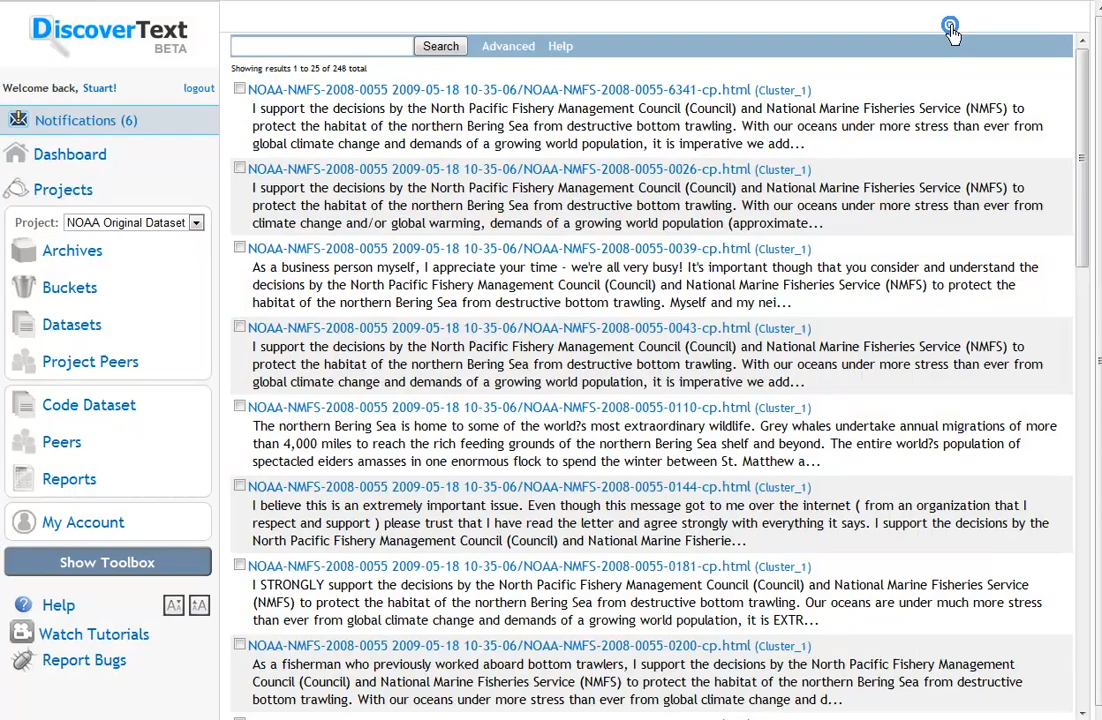 DiscoverText
BETA
Welcome back, Stuart!
logout
Notifications (6)
Dashboard
Projects
Project: NOAA Original Dataset
Archives
Buckets
Datasets
Project Peers
Code Dataset
Peers
Reports
My Account
Show Toolbox
Help
A A
Watch Tutorials
Report Bugs
Search Advanced Help
Showing results 1 to 25 of 248 total
NOAA-NMFS-2008-0055 2009-05-18 10-35-06/NOAA-NMFS-2008-0055-6341-cp.html (Cluster_1)
I support the decisions by the North Pacific Fishery Management Council (Council) and National Marine Fisheries Service (NMFS) to
protect the habitat of the northern Bering Sea from destructive bottom trawling. With our oceans under more stress than ever from
global climate change and demands of a growing world population, it is imperative we add...
NOAA-NMFS-2008-0055 2009-05-18 10-35-06/NOAA-NMFS-2008-0055-0026-cp.html (Cluster_1)
I support the decisions by the North Pacific Fishery Management Council (Council) and National Marine Fisheries Service (NMFS) to
protect the habitat of the northern Bering Sea from destructive bottom trawling. With our oceans under more stress than ever from
climate change and/or global warming, demands of a growing world population (approximate...
NOAA-NMFS-2008-0055 2009-05-18 10-35-06/NOAA-NMFS-2008-0055-0039-cp.html (Cluster_1)
As a business person myself, I appreciate your time - we're all very busy! It's important though that you consider and understand the
decisions by the North Pacific Fishery Management Council (Council) and National Marine Fisheries Service (NMFS) to protect the
habitat of the northern Bering Sea from destructive bottom trawling. Myself and my nei...
NOAA-NMFS-2008-0055 2009-05-18 10-35-06/NOAA-NMFS-2008-0055-0043-cp.html (Cluster_1)
I support the decisions by the North Pacific Fishery Management Council (Council) and National Marine Fisheries Service (NMFS) to
protect the habitat of the northern Bering Sea from destructive bottom trawling. With our oceans under more stress than ever from
global climate change and demands of a growing world population, it is imperative we add...
NOAA-NMFS-2008-0055 2009-05-18 10-35-06/NOAA-NMFS-2008-0055-0110-cp.html (Cluster_1)
The northern Bering Sea is home to some of the world?s most extraordinary wildlife. Grey whales undertake annual migrations of more
than 4,000 miles to reach the rich feeding grounds of the northern Bering Sea shelf and beyond. The entire world?s population of
spectacled eiders amasses in one enormous flock to spend the winter between St. Matthew a...
NOAA-NMFS-2008-0055 2009-05-18 10-35-06/NOAA-NMFS-2008-0055-0144-cp.html (Cluster_1)
I believe this is an extremely important issue. Even though this message got to me over the internet ( from an organization that I
respect and support ) please trust that I have read the letter and agree strongly with everything it says. I support the decisions by the
North Pacific Fishery Management Council (Council) and National Marine Fisherie...
NOAA-NMFS-2008-0055 2009-05-18 10-35-06/NOAA-NMFS-2008-0055-0181-cp.html (Cluster_1)
I STRONGLY support the decisions by the North Pacific Fishery Management Council (Council) and National Marine Fisheries Service
(NMFS) to protect the habitat of the northern Bering Sea from destructive bottom trawling. Our oceans are under much more stress
than ever from global climate change and demands of a growing world population, it is EXTR...
NOAA-NMFS-2008-0055 2009-05-18 10-35-06/NOAA-NMFS-2008-0055-0200-cp.html (Cluster_1)
As a fisherman who previously worked aboard bottom trawlers, I support the decisions by the North Pacific Fishery Management
Council (Council) and National Marine Fisheries Service (NMFS) to protect the habitat of the northern Bering Sea from destructive
bottom trawling. With our oceans under more stress than ever from global climate change and d...